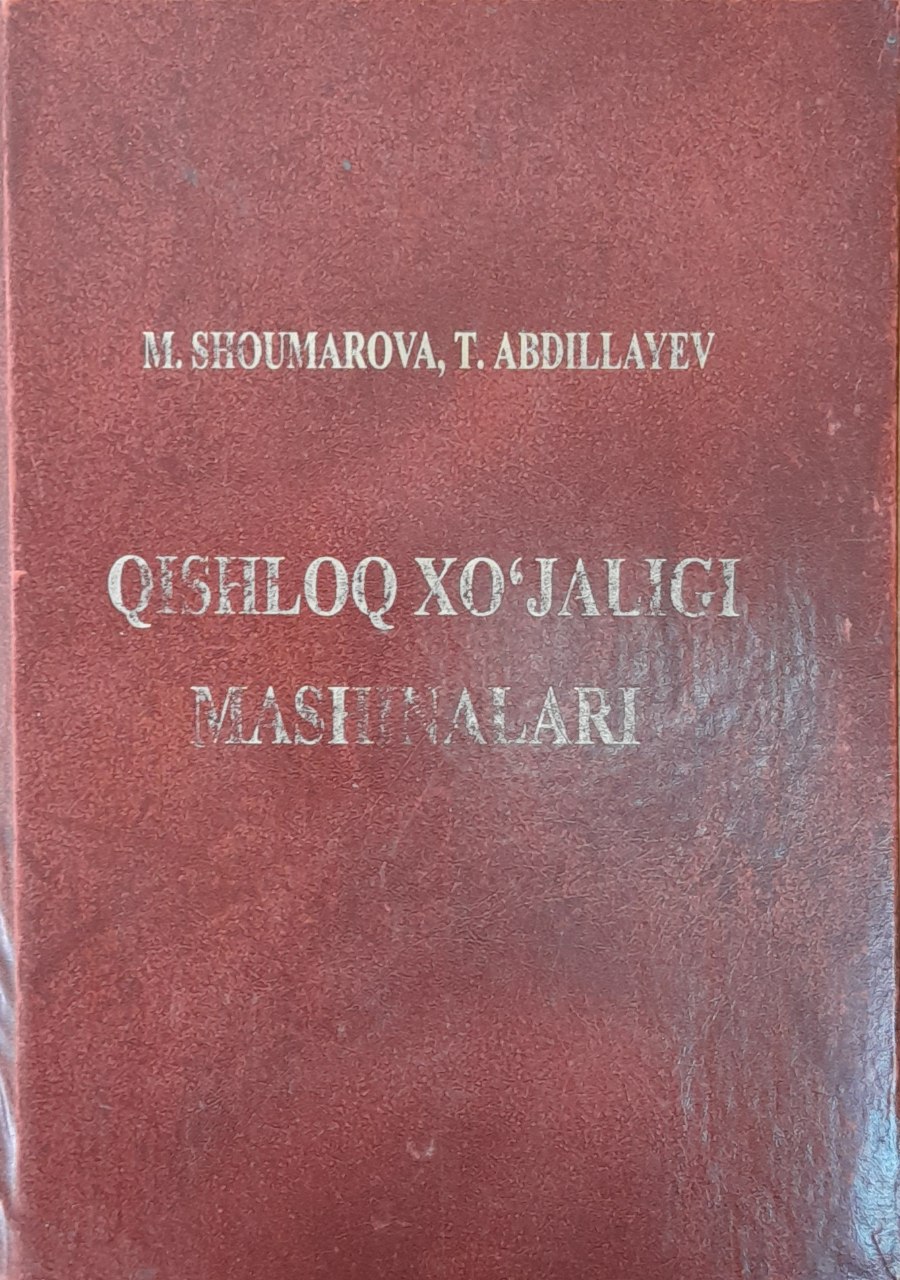 M. SHOUMAROVA, T. ABDILLAYEV
QISHLOQ XO‘JALIGI
MASHINALARI